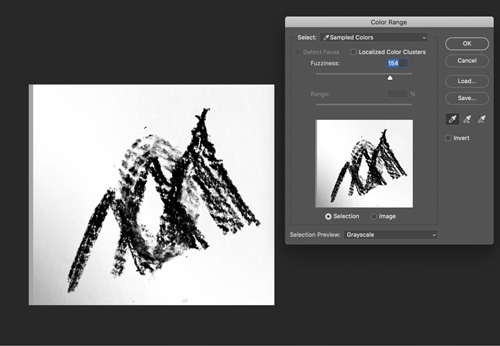 Color Range
Select: Sampled Colors
Detect Faces Localized Color Clusters
Fuzziness: 154
Range: %
Selection Image
Selection Preview: Grayscale
OK
Cancel
Load...
Save...
Invert